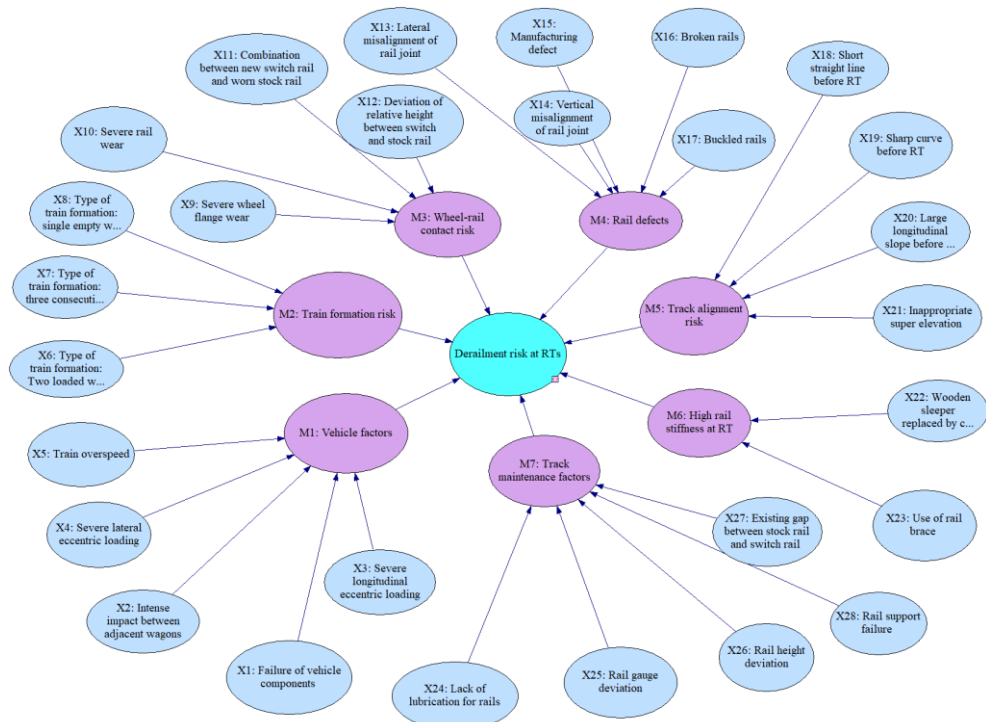 X13: Lateral
misalignment of
rail joint
X15:
Manufacturing
defect
X16: Broken rails
X11: Combination
between new switch rail
and worn stock rail
X18: Short
straight line
before RT
X12: Deviation of
relative height
between switch
and stock rail
X14: Vertical
misalignment
of rail joint
X10: Severe rail
wear
X17: Buckled rails
X19: Sharp curve
before RT
X8: Type of
train formation:
single empty w...
X9: Severe wheel
flange wear
M3: Wheel-rail
contact risk
M4: Rail defects
X20: Large
longitudinal
slope before ...
X7: Type of
train formation:
three consecuti...
M2: Train formation risk
M5: Track alignment
risk
X21: Inappropriate
super elevation
Derailment risk at RTs
X6: Type of
train formation:
Two loaded w...
X22: Wooden
sleeper
replaced by c...
M6: High rail
stiffness at RT
M1: Vehicle factors
X5: Train overspeed
M7: Track
maintenance factors
X4: Severe lateral
eccentric loading
X27: Existing gap
between stock rail
and switch rail
X23: Use of rail
brace
X3: Severe
longitudinal
eccentric loading
X2: Intense
impact between
adjacent wagons
X28: Rail support
failure
X26: Rail height
deviation
X1: Failure of vehicle
components
X25: Rail gauge
deviation
X24: Lack of
lubrication for rails